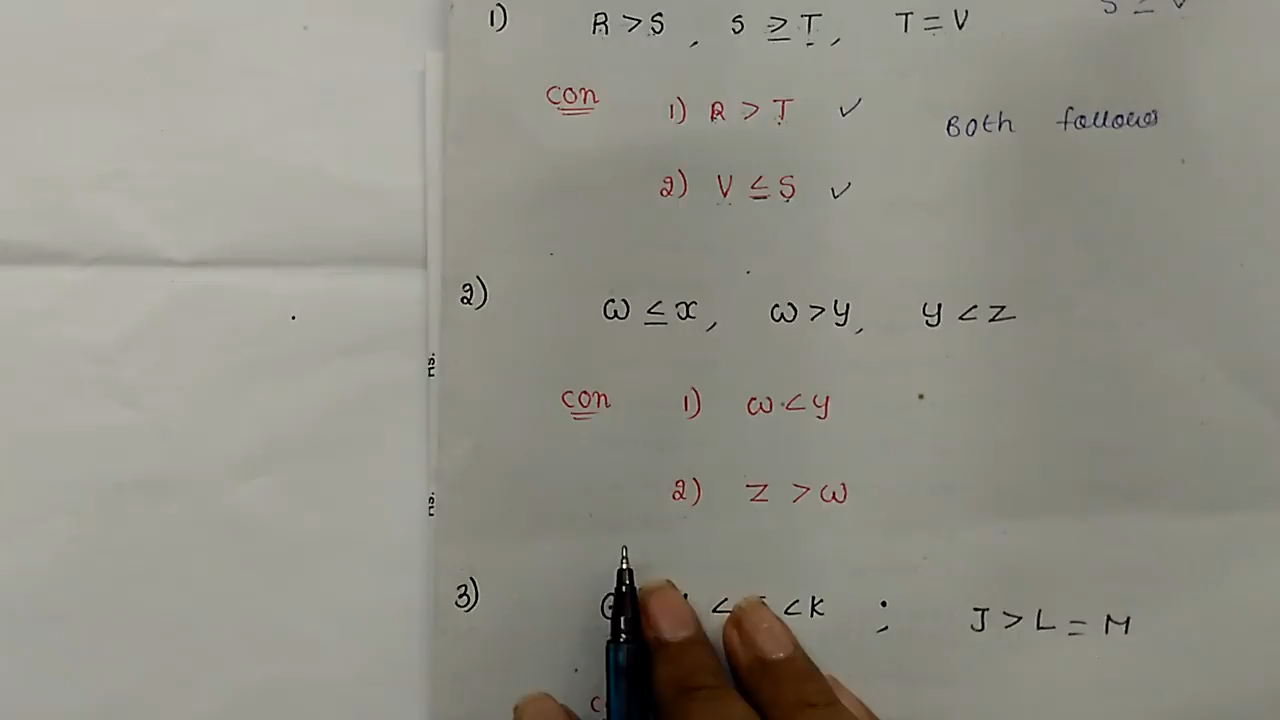 1) R > S , S ≥ T, T = V
S ≥ V
Con 1) R > T ✓
Both follows
2) V ≤ S ✓
2) W ≤ X, W > Y, Y < Z
Con 1) W < Y
2) Z > W
3) < < K ; J > L = M